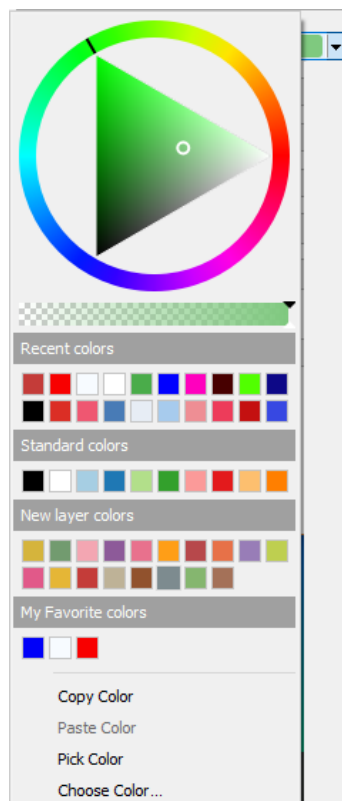 Recent colors
Standard colors
New layer colors
My Favorite colors
Copy Color
Paste Color
Pick Color
Choose Color...